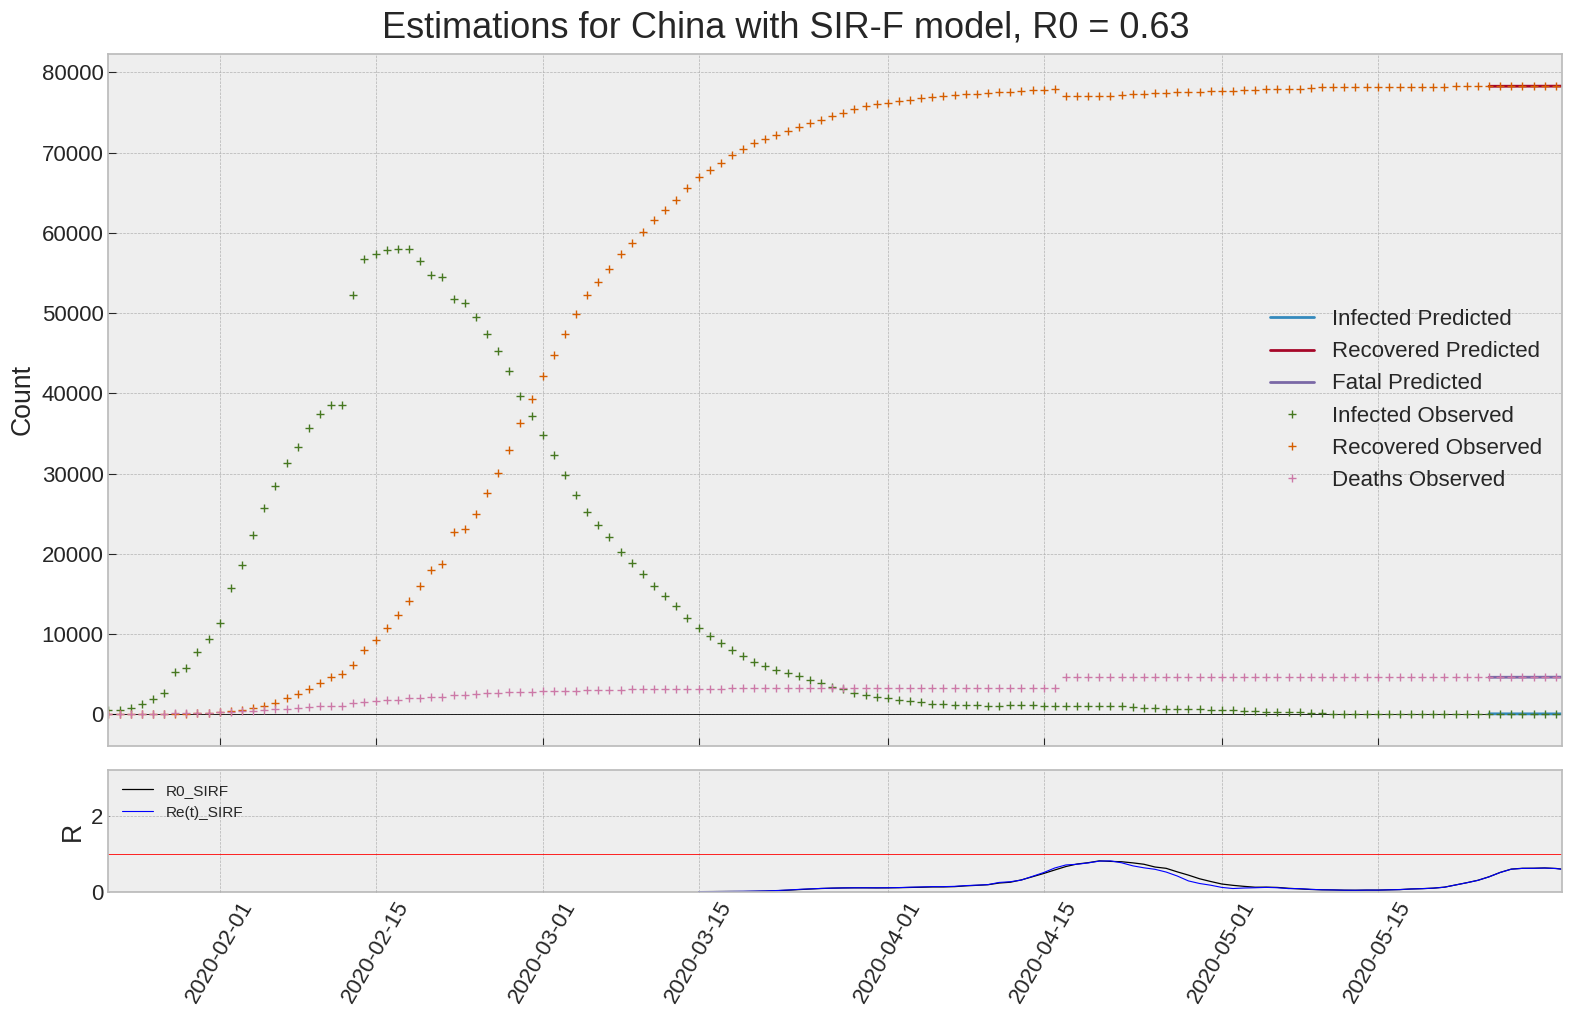 Estimations for China with SIR-F model, R0 = 0.63
80000
70000
60000
50000
40000
30000
20000
10000
0
Count
Infected Predicted
Recovered Predicted
Fatal Predicted
Infected Observed
Recovered Observed
Deaths Observed
R0_SIRF
Re(t)_SIRF
2
0
R
2020-02-01
2020-02-15
2020-03-01
2020-03-15
2020-04-01
2020-04-15
2020-05-01
2020-05-15